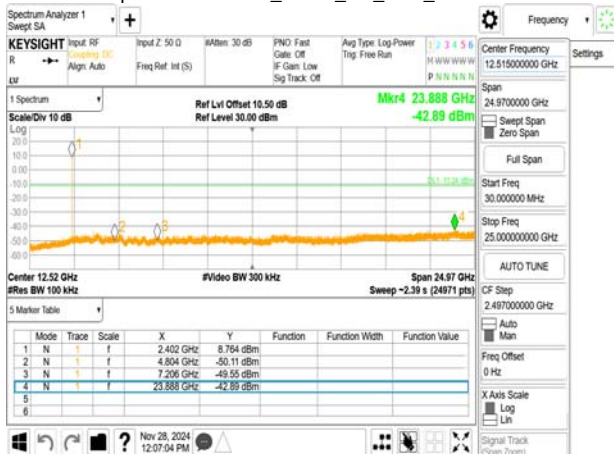 Spectrum Analyzer 1
Swept SA
Frequency
KEYSIGHT
Input: RF
Coupling: DC
Align: Auto
Input Z: 50 Ω
Freq Ref: Int (S)
#Atten: 30 dB
PNO: Fast
Gate: Off
IF Gain: Low
Sig Track: Off
Avg Type: Log-Power
Trig: Free Run
1 2 3 4 5 6
M W W W W W
P N N N N N
R
LW
1 Spectrum
Scale/Div 10 dB
Log
Ref Lvl Offset 10.50 dB
Ref Level 30.00 dBm
Mkr4 23.888 GHz
-42.89 dBm
20.0
10.0
0.00
-10.0
-20.0
-30.0
-40.0
-50.0
-60.0
1
2
3
4
Center 12.52 GHz
#Res BW 100 kHz
#Video BW 300 kHz
Span 24.97 GHz
Sweep ~2.39 s (24971 pts)
5 Marker Table
Mode Trace Scale X Y Function Function Width Function Value
1 N 1 f 2.402 GHz 8.764 dBm
2 N 1 f 4.804 GHz -50.11 dBm
3 N 1 f 7.206 GHz -49.55 dBm
4 N 1 f 23.888 GHz -42.89 dBm
5
6
Nov 28, 2024
12:07:04 PM
Center Frequency
12.515000000 GHz
Settings
Span
24.9700000 GHz
Swept Span
Zero Span
Full Span
Start Freq
30.000000 MHz
Stop Freq
25.000000000 GHz
AUTO TUNE
CF Step
2.497000000 GHz
Auto
Man
Freq Offset
0 Hz
X Axis Scale
Log
Lin
Signal Track
(Span Zoom)